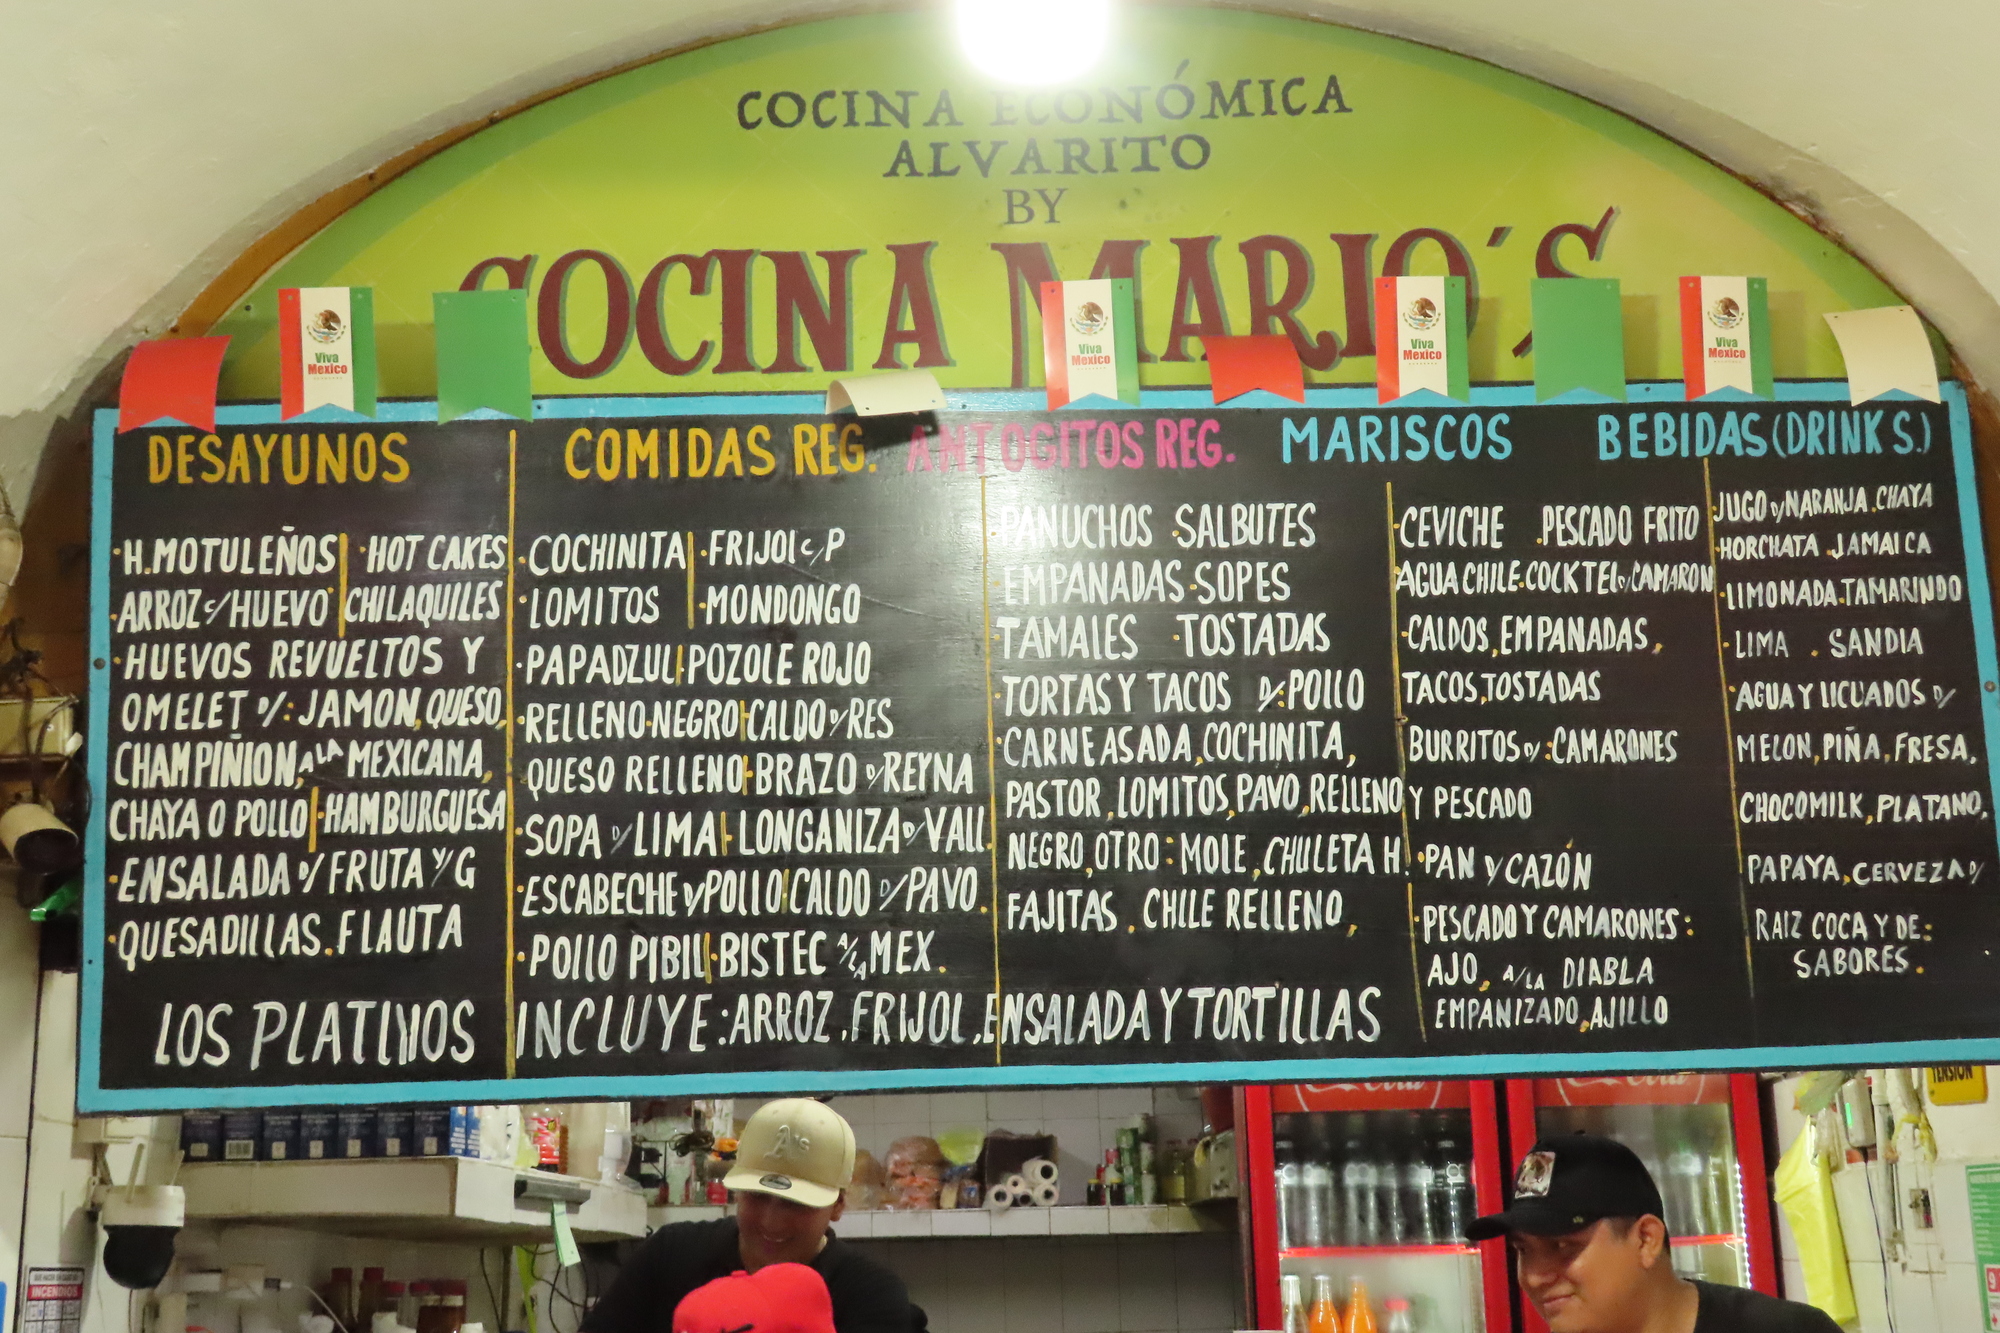 COCINA ECONÓMICA
ALVARITO
BY
COCINA MARIO´S
Viva
Mexico
Viva
Mexico
Viva
Mexico
Viva
Mexico
DESAYUNOS
·H.MOTULEÑOS ·HOT CAKES
·ARROZ c/HUEVO CHILAQUILES
·HUEVOS REVUELTOS Y
OMELET D/: JAMON, QUESO,
CHAMPIÑION, A LA MEXICANA,
CHAYA O POLLO ·HAMBURGUESA
·ENSALADA D/ FRUTA Y/G
·QUESADILLAS. FLAUTA
COMIDAS REG.
·COCHINITA ·FRIJOL c/P
·LOMITOS ·MONDONGO
·PAPADZUL ·POZOLE ROJO
·RELLENO NEGRO ·CALDO D/RES
·QUESO RELLENO ·BRAZO D/REYNA
·SOPA D/LIMA ·LONGANIZA D/VALL.
·ESCABECHE D/POLLO ·CALDO D/PAVO.
·POLLO PIBIL ·BISTEC A/LA MEX.
ANTOGITOS REG.
·PANUCHOS ·SALBUTES
·EMPANADAS ·SOPES
·TAMALES ·TOSTADAS
·TORTAS Y TACOS D/:POLLO
CARNE ASADA, COCHINITA,
PASTOR, LOMITOS, PAVO, RELLENO
NEGRO, OTRO: MOLE, CHULETA H.
FAJITAS, CHILE RELLENO,
LOS PLATILLOS INCLUYE: ARROZ, FRIJOL, ENSALADA Y TORTILLAS
MARISCOS
·CEVICHE .PESCADO FRITO
·AGUACHILE.COCKTEL D/CAMARON
·CALDOS, EMPANADAS,
TACOS, TOSTADAS
·BURRITOS D/:CAMARONES
Y PESCADO
·PAN D/CAZÓN
·PESCADO Y CAMARONES:
AJO, A/LA DIABLA
EMPANIZADO, AJILLO
BEBIDAS (DRINKS.)
·JUGO D/NARANJA.CHAYA
·HORCHATA .JAMAICA
·LIMONADA.TAMARINDO
·LIMA . SANDIA
·AGUA Y LICUADOS D/
MELON, PIÑA, FRESA,
CHOCOMILK, PLATANO,
PAPAYA, CERVEZA D/
RAIZ COCA Y DE:
SABORES.
A's
TENSIÓN
INCENDIOS